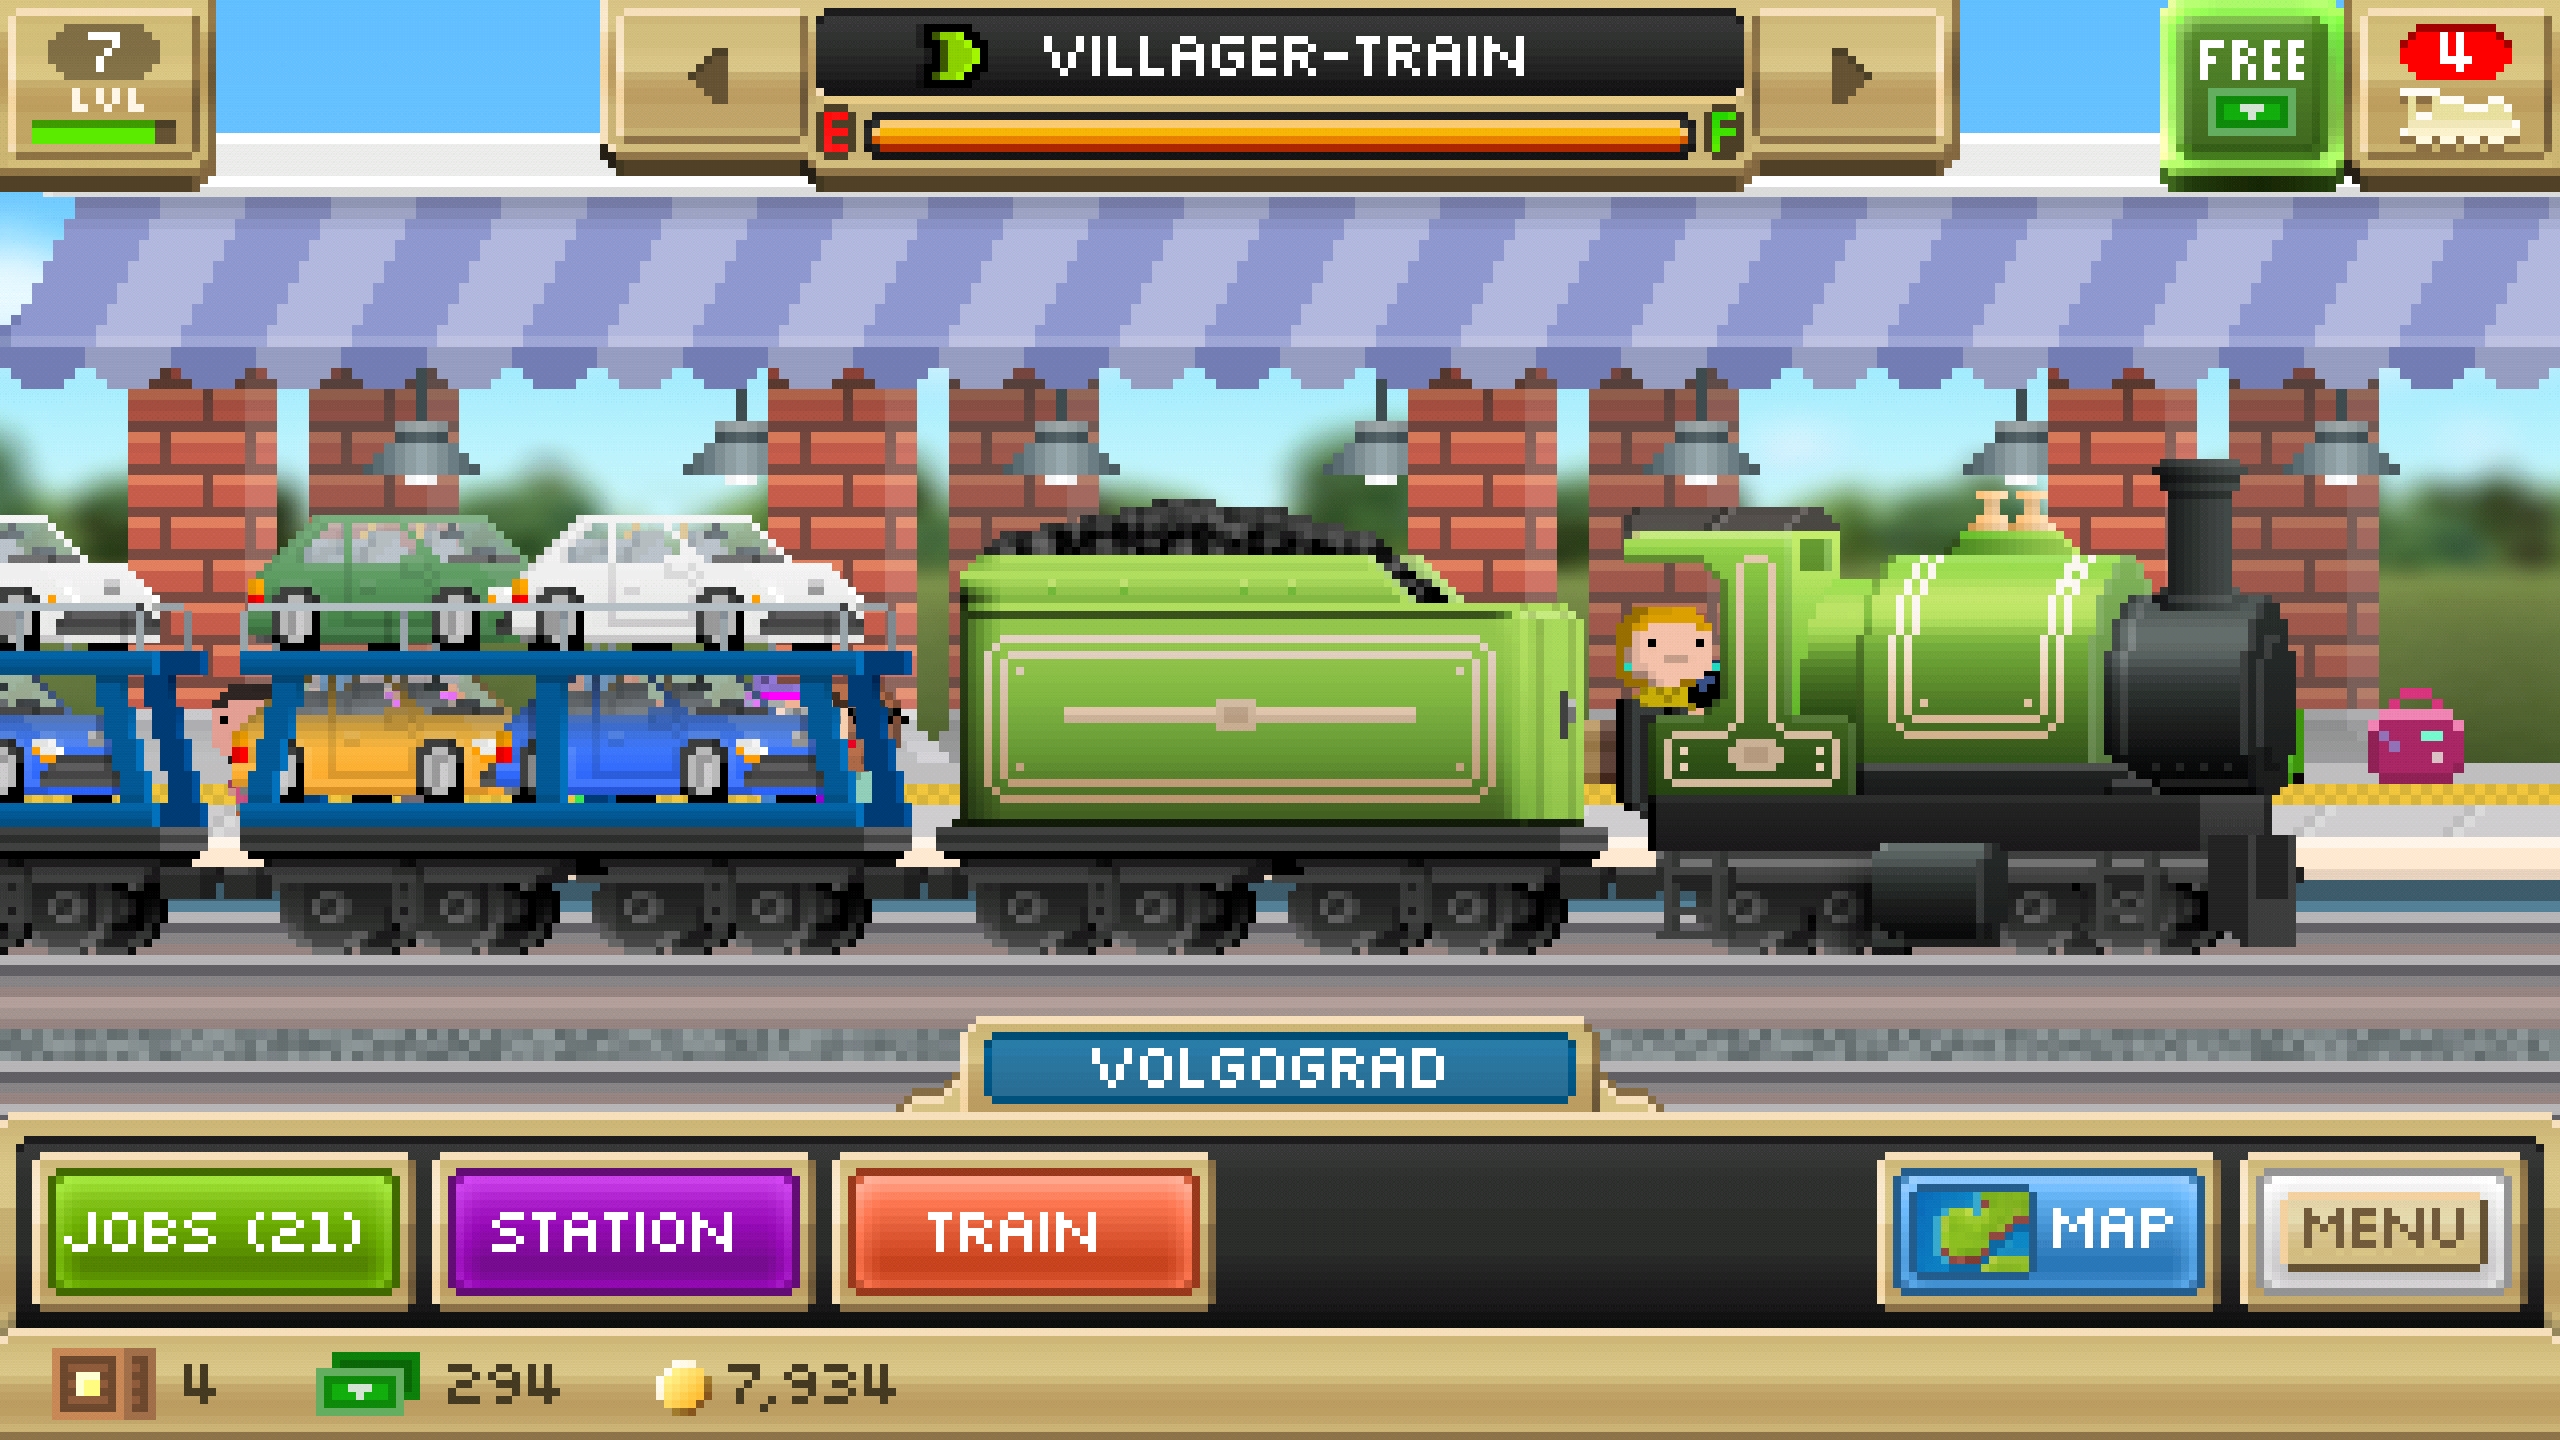 7
LVL
VILLAGER-TRAIN
E
F
FREE
4
VOLGOGRAD
JOBS (21)
STATION
TRAIN
MAP
MENU
4
294
7,934